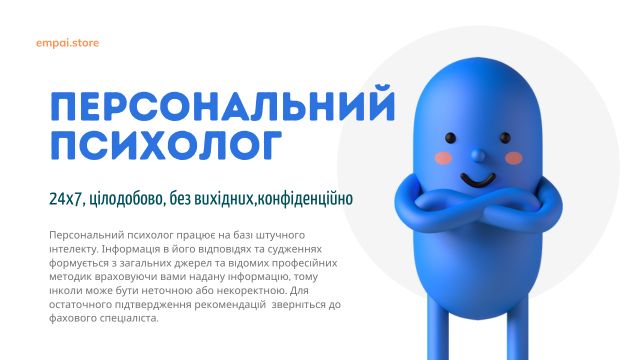 empai.store
ПЕРСОНАЛЬНИЙ
ПСИХОЛОГ
24x7, цілодобово, без вихідних,конфіденційно
Персональний психолог працює на базі штучного
інтелекту. Інформація в його відповідях та судженнях
формується з загальних джерел та відомих професійних
методик враховуючи вами надану інформацію, тому
інколи може бути неточною або некоректною. Для
остаточного підтвердження рекомендацій зверніться до
фахового спеціаліста.